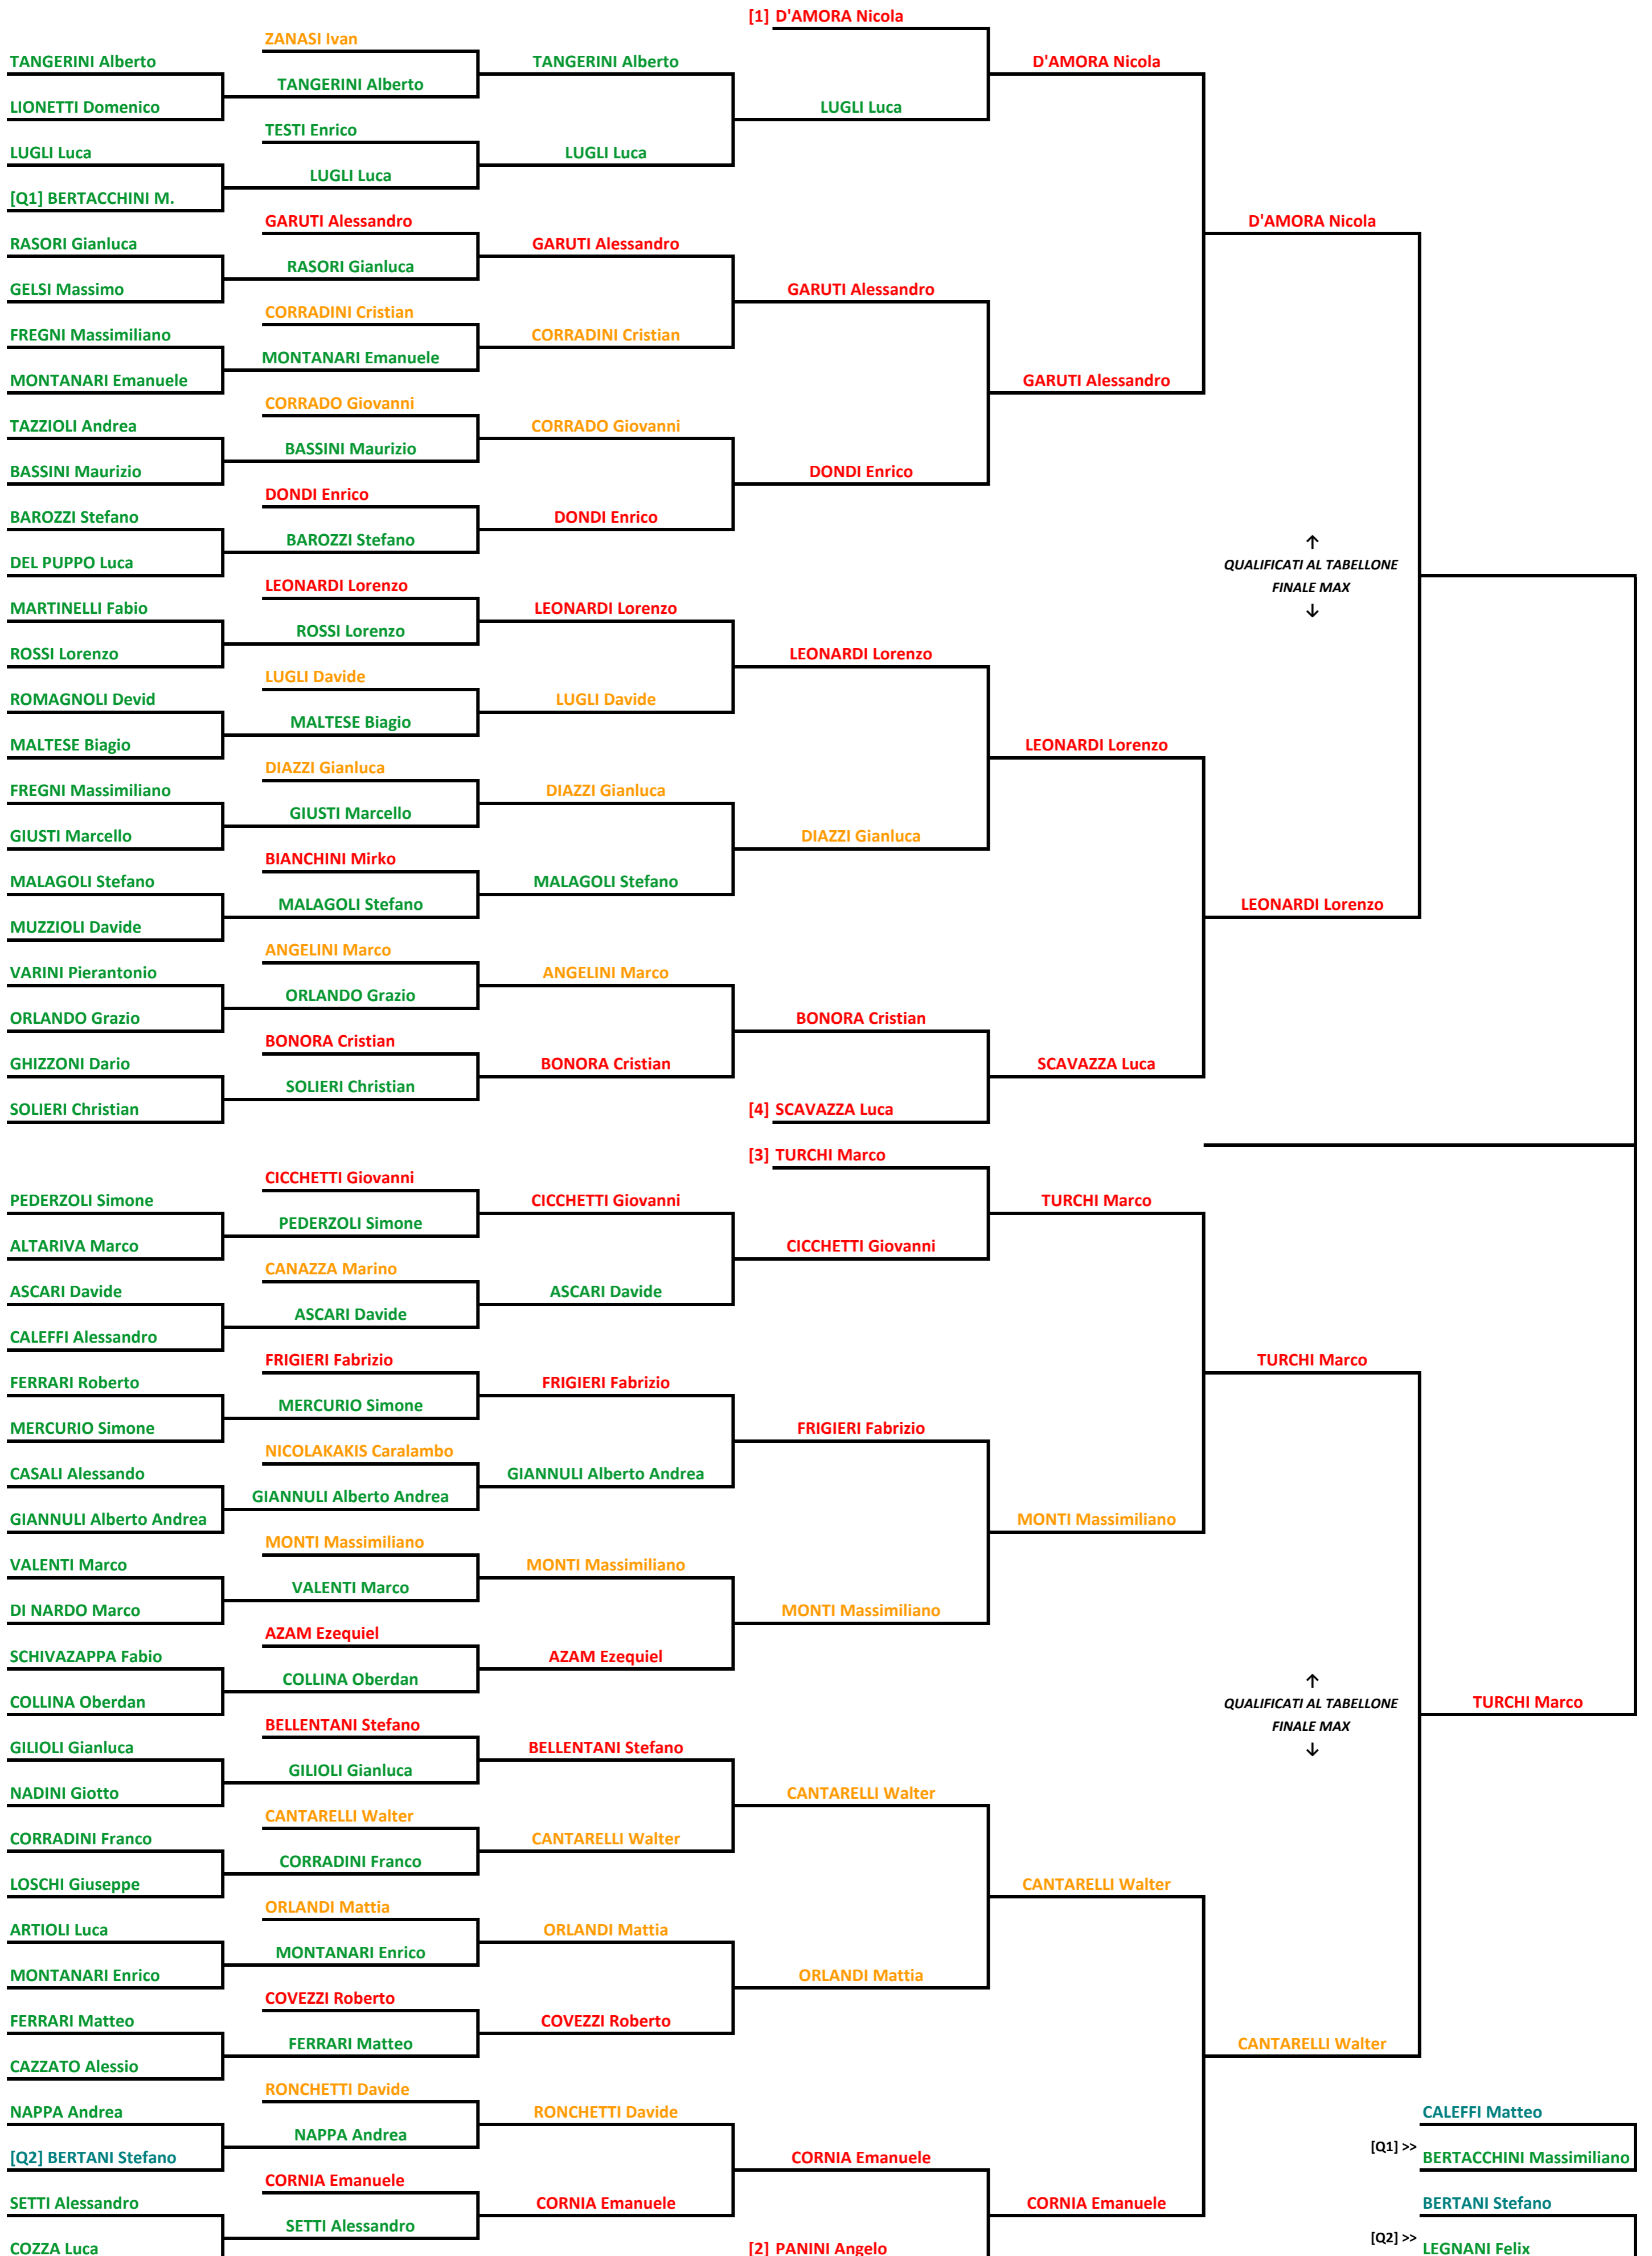 [1] D'AMORA Nicola
ZANASI Ivan
TANGERINI Alberto
TANGERINI Alberto
D'AMORA Nicola
TANGERINI Alberto
LIONETTI Domenico
LUGLI Luca
TESTI Enrico
LUGLI Luca
LUGLI Luca
LUGLI Luca
[Q1] BERTACCHINI M.
GARUTI Alessandro
D'AMORA Nicola
RASORI Gianluca
GARUTI Alessandro
RASORI Gianluca
GELSI Massimo
GARUTI Alessandro
CORRADINI Cristian
FREGNI Massimiliano
CORRADINI Cristian
MONTANARI Emanuele
MONTANARI Emanuele
GARUTI Alessandro
CORRADO Giovanni
TAZZIOLI Andrea
CORRADO Giovanni
BASSINI Maurizio
BASSINI Maurizio
DONDI Enrico
DONDI Enrico
BAROZZI Stefano
DONDI Enrico
BAROZZI Stefano
↑
DEL PUPPO Luca
QUALIFICATI AL TABELLONE
LEONARDI Lorenzo
FINALE MAX
MARTINELLI Fabio
LEONARDI Lorenzo
↓
ROSSI Lorenzo
ROSSI Lorenzo
LEONARDI Lorenzo
LUGLI Davide
ROMAGNOLI Devid
LUGLI Davide
MALTESE Biagio
MALTESE Biagio
LEONARDI Lorenzo
DIAZZI Gianluca
FREGNI Massimiliano
DIAZZI Gianluca
GIUSTI Marcello
GIUSTI Marcello
DIAZZI Gianluca
BIANCHINI Mirko
MALAGOLI Stefano
MALAGOLI Stefano
MALAGOLI Stefano
LEONARDI Lorenzo
MUZZIOLI Davide
ANGELINI Marco
VARINI Pierantonio
ANGELINI Marco
ORLANDO Grazio
ORLANDO Grazio
BONORA Cristian
BONORA Cristian
GHIZZONI Dario
BONORA Cristian
SCAVAZZA Luca
SOLIERI Christian
SOLIERI Christian
[4] SCAVAZZA Luca
[3] TURCHI Marco
CICCHETTI Giovanni
PEDERZOLI Simone
CICCHETTI Giovanni
TURCHI Marco
PEDERZOLI Simone
ALTARIVA Marco
CICCHETTI Giovanni
CANAZZA Marino
ASCARI Davide
ASCARI Davide
ASCARI Davide
CALEFFI Alessandro
FRIGIERI Fabrizio
TURCHI Marco
FERRARI Roberto
FRIGIERI Fabrizio
MERCURIO Simone
MERCURIO Simone
FRIGIERI Fabrizio
NICOLAKAKIS Caralambo
CASALI Alessando
GIANNULI Alberto Andrea
GIANNULI Alberto Andrea
GIANNULI Alberto Andrea
MONTI Massimiliano
MONTI Massimiliano
VALENTI Marco
MONTI Massimiliano
VALENTI Marco
DI NARDO Marco
MONTI Massimiliano
AZAM Ezequiel
SCHIVAZAPPA Fabio
AZAM Ezequiel
COLLINA Oberdan
↑
COLLINA Oberdan
QUALIFICATI AL TABELLONE
TURCHI Marco
BELLENTANI Stefano
FINALE MAX
GILIOLI Gianluca
BELLENTANI Stefano
↓
GILIOLI Gianluca
NADINI Giotto
CANTARELLI Walter
CANTARELLI Walter
CORRADINI Franco
CANTARELLI Walter
CORRADINI Franco
LOSCHI Giuseppe
CANTARELLI Walter
ORLANDI Mattia
ARTIOLI Luca
ORLANDI Mattia
MONTANARI Enrico
MONTANARI Enrico
ORLANDI Mattia
COVEZZI Roberto
FERRARI Matteo
COVEZZI Roberto
FERRARI Matteo
CANTARELLI Walter
CAZZATO Alessio
RONCHETTI Davide
NAPPA Andrea
RONCHETTI Davide
CALEFFI Matteo
NAPPA Andrea
[Q1] >>
[Q2] BERTANI Stefano
CORNIA Emanuele
BERTACCHINI Massimiliano
CORNIA Emanuele
SETTI Alessandro
CORNIA Emanuele
CORNIA Emanuele
BERTANI Stefano
SETTI Alessandro
[Q2] >>
COZZA Luca
[2] PANINI Angelo
LEGNANI Felix